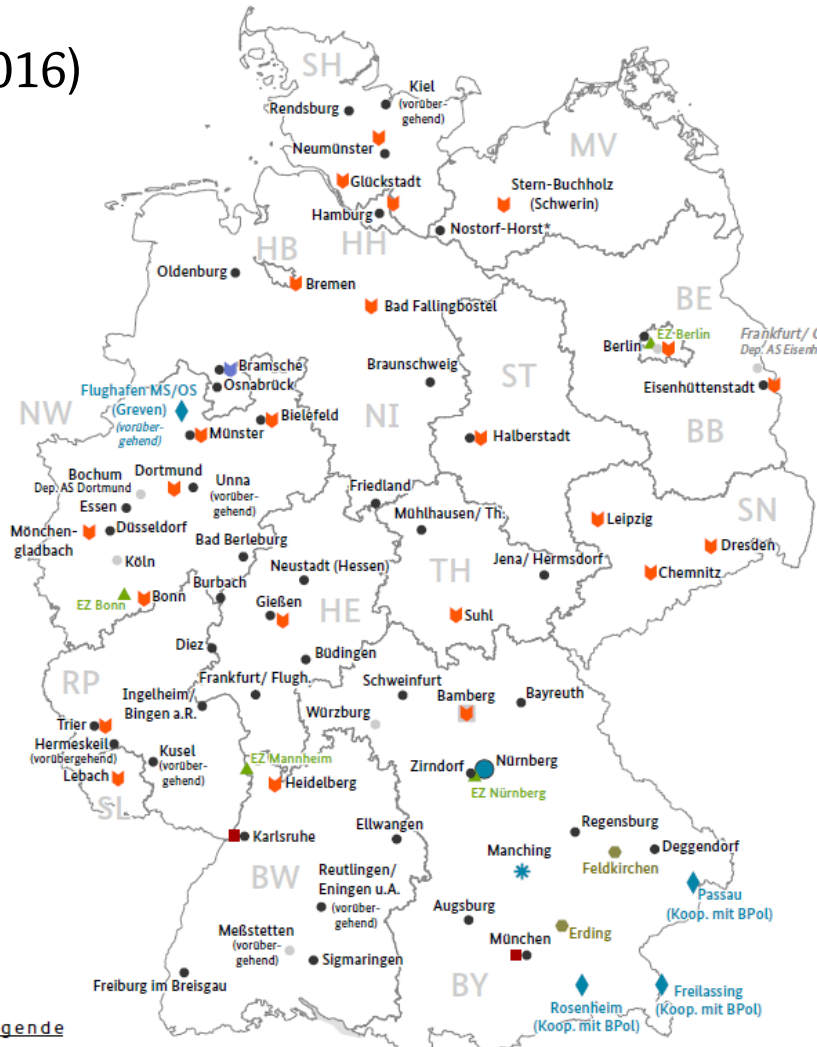 016)
SH
Kiel
(vorüber-
gehend)
Rendsburg
Neumünster
MV
Glückstadt
Stern-Buchholz
(Schwerin)
Hamburg
Nostorf-Horst*
HH
HB
Oldenburg
Bremen
Bad Fallingbostel
BE
EZ Berlin
Berlin
Frankfurt/
Dep. AS Eisenh
Bramsche
Osnabrück
Braunschweig
ST
Eisenhüttenstadt
Flughafen MS/OS
(Greven)
(vorüber-
gehend)
NW
Bielefeld
NI
Münster
Halberstadt
BB
Bochum
Dep. AS Dortmund
Dortmund
Unna
(vorüber-
gehend)
Essen
Friedland
Mühlhausen/ Th.
Leipzig
SN
Mönchen-
gladbach
Düsseldorf
Bad Berleburg
Dresden
Köln
Neustadt (Hessen)
TH
Jena/ Hermsdorf
Chemnitz
EZ Bonn
Bonn
Burbach
Gießen
HE
Suhl
Diez
Büdingen
RP
Frankfurt/ Flugh.
Schweinfurt
Bamberg
Bayreuth
Ingelheim/
Bingen a.R.
Würzburg
Trier
Hermeskeil
(vorübergehend)
Kusel
(vorüber-
gehend)
EZ Mannheim
Zirndorf
Nürnberg
EZ Nürnberg
Lebach
SL
Heidelberg
Karlsruhe
Ellwangen
Regensburg
Deggendorf
Manching
Feldkirchen
BW
Reutlingen/
Eningen u.A.
(vorüber-
gehend)
Passau
(Koop. mit BPol)
Augsburg
Meßstetten
(vorüber-
gehend)
Erding
München
Sigmaringen
Freiburg im Breisgau
BY
Rosenheim
(Koop. mit BPol)
Freilassing
(Koop. mit BPol)
gende